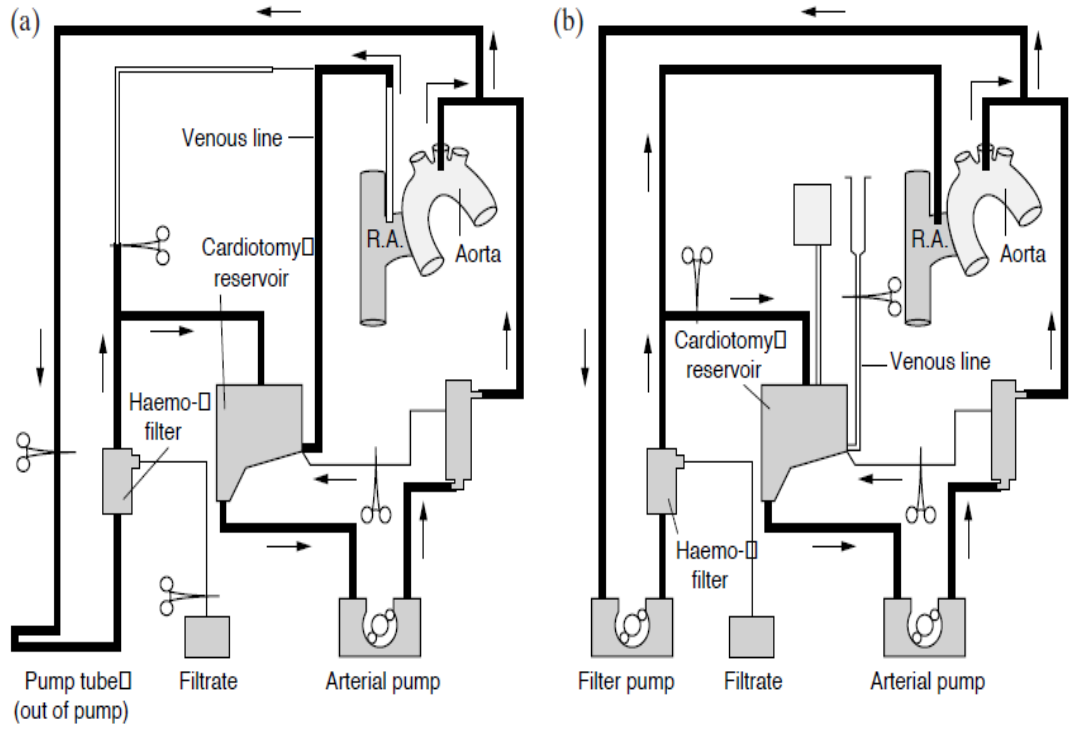 (a)
Venous line
Cardiotomy□
reservoir
R.A.
Aorta
Haemo-□
filter
Pump tube□
(out of pump)
Filtrate
Arterial pump
(b)
R.A.
Aorta
Cardiotomy□
reservoir
Venous line
Haemo-□
filter
Filter pump
Filtrate
Arterial pump